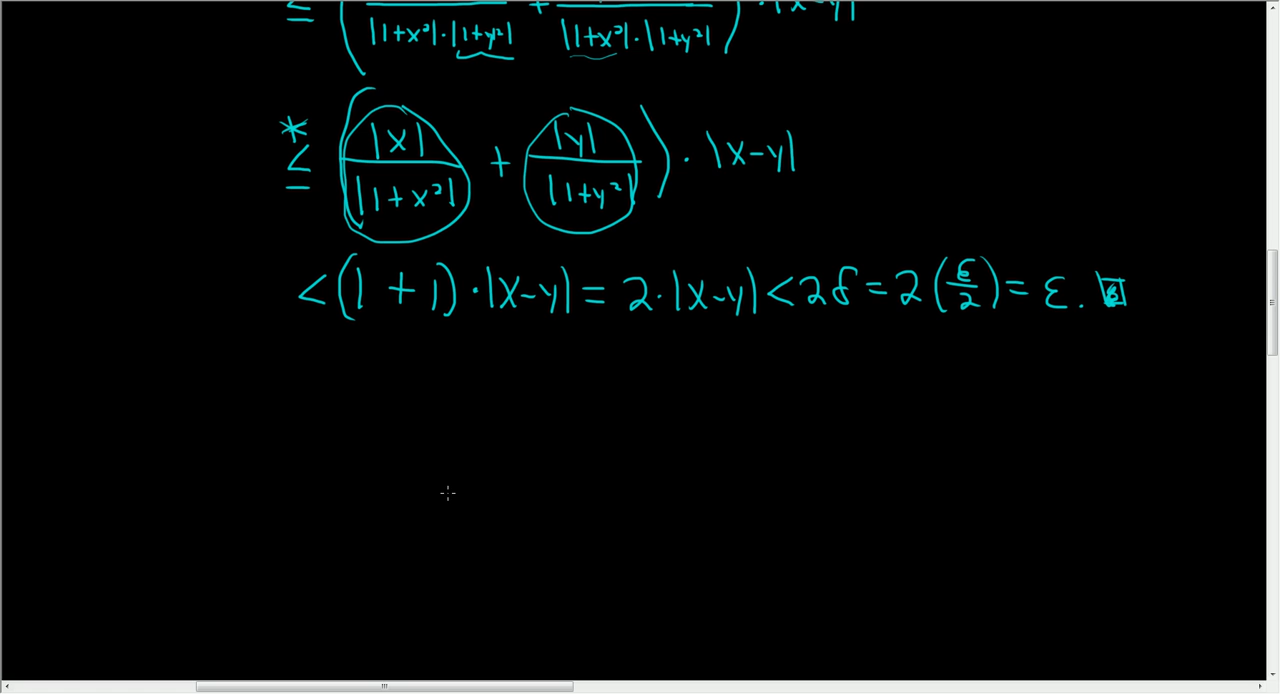 ≤ ( / |1+x²|·|1+y²| + / |1+x²|·|1+y²| ) · |x-y|
* ≤ ( |x| / |1+x²| + |y| / |1+y²| ) · |x-y|
< (1 + 1) · |x-y| = 2 · |x-y| < 2δ = 2(ε/2) = ε.